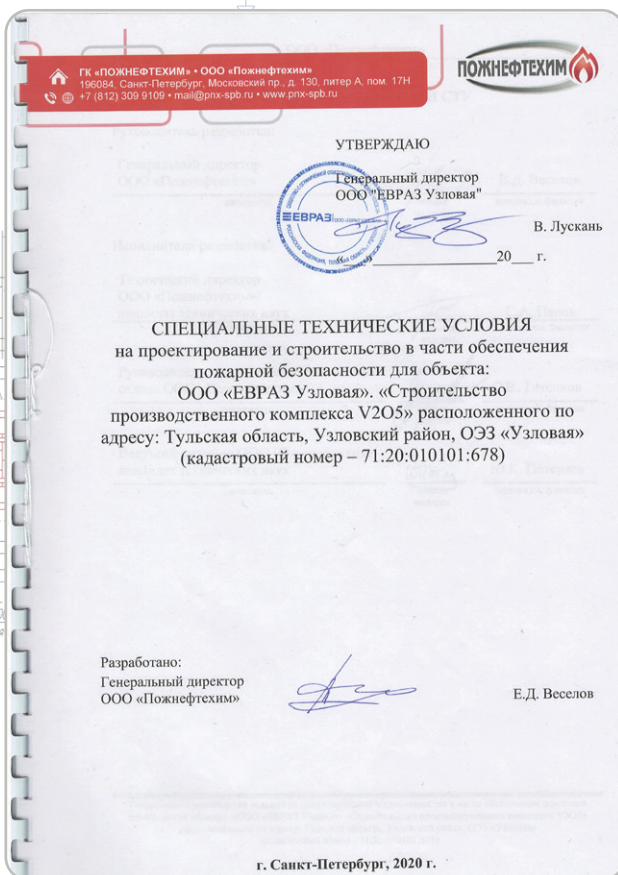 ГК «ПОЖНЕФТЕХИМ» • ООО «Пожнефтехим»
196084, Санкт-Петербург, Московский пр., д. 130, литер А, пом. 17Н
+7 (812) 309 9109 • mail@pnx-spb.ru • www.pnx-spb.ru
ПОЖНЕФТЕХИМ
УТВЕРЖДАЮ
Генеральный директор
ООО "ЕВРАЗ Узловая"
ЕВРАЗ
В. Лускань
«___»__________________20___ г.
СПЕЦИАЛЬНЫЕ ТЕХНИЧЕСКИЕ УСЛОВИЯ
на проектирование и строительство в части обеспечения
пожарной безопасности для объекта:
ООО «ЕВРАЗ Узловая». «Строительство
производственного комплекса V2O5» расположенного по
адресу: Тульская область, Узловский район, ОЭЗ «Узловая»
(кадастровый номер – 71:20:010101:678)
Разработано:
Генеральный директор
ООО «Пожнефтехим»
Е.Д. Веселов
г. Санкт-Петербург, 2020 г.